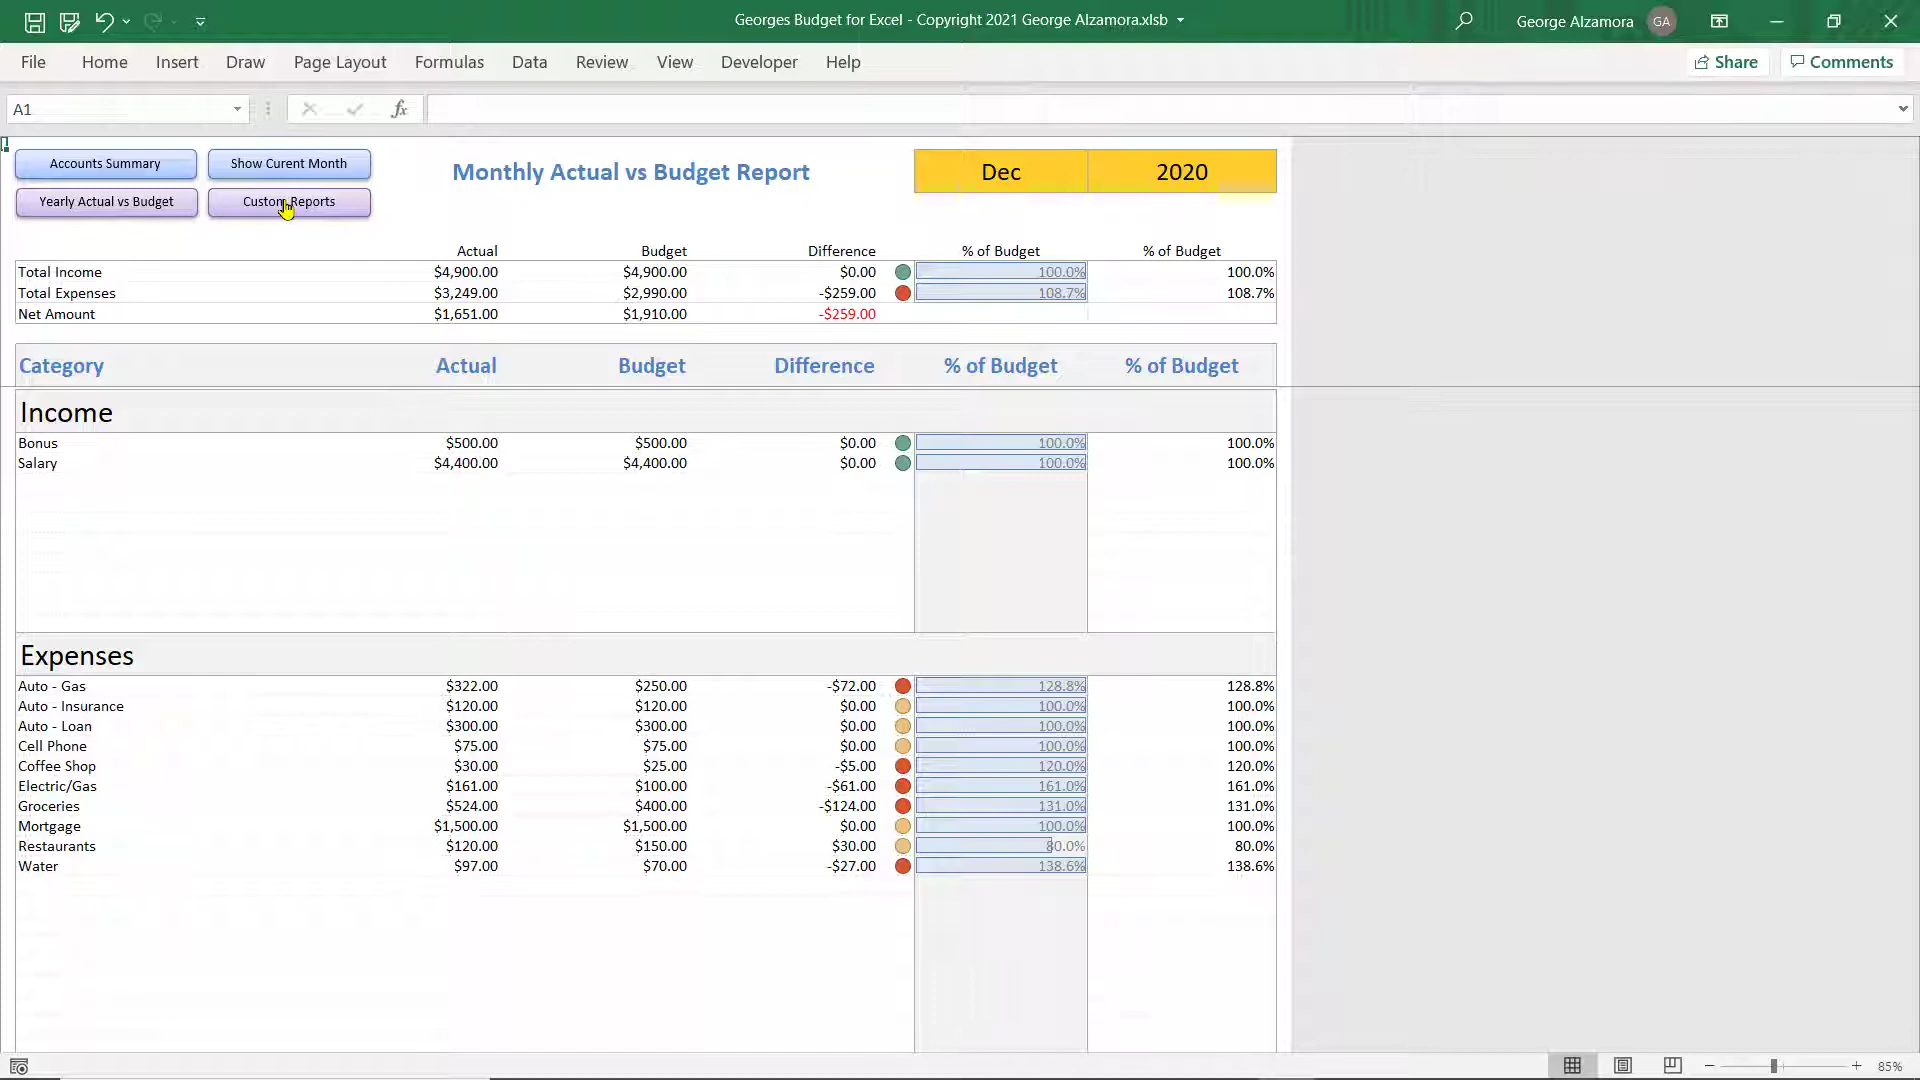 Georges Budget for Excel - Copyright 2021 George Alzamora.xlsb
George Alzamora GA
File Home Insert Draw Page Layout Formulas Data Review View Developer Help Share Comments
A1 fx
Accounts Summary Show Curent Month Monthly Actual vs Budget Report Dec 2020
Yearly Actual vs Budget Custom Reports
Actual Budget Difference % of Budget % of Budget
Total Income $4,900.00 $4,900.00 $0.00 100.0% 100.0%
Total Expenses $3,249.00 $2,990.00 -$259.00 108.7% 108.7%
Net Amount $1,651.00 $1,910.00 -$259.00
Category Actual Budget Difference % of Budget % of Budget
Income
Bonus $500.00 $500.00 $0.00 100.0% 100.0%
Salary $4,400.00 $4,400.00 $0.00 100.0% 100.0%
Expenses
Auto - Gas $322.00 $250.00 -$72.00 128.8% 128.8%
Auto - Insurance $120.00 $120.00 $0.00 100.0% 100.0%
Auto - Loan $300.00 $300.00 $0.00 100.0% 100.0%
Cell Phone $75.00 $75.00 $0.00 100.0% 100.0%
Coffee Shop $30.00 $25.00 -$5.00 120.0% 120.0%
Electric/Gas $161.00 $100.00 -$61.00 161.0% 161.0%
Groceries $524.00 $400.00 -$124.00 131.0% 131.0%
Mortgage $1,500.00 $1,500.00 $0.00 100.0% 100.0%
Restaurants $120.00 $150.00 $30.00 80.0% 80.0%
Water $97.00 $70.00 -$27.00 138.6% 138.6%
85%